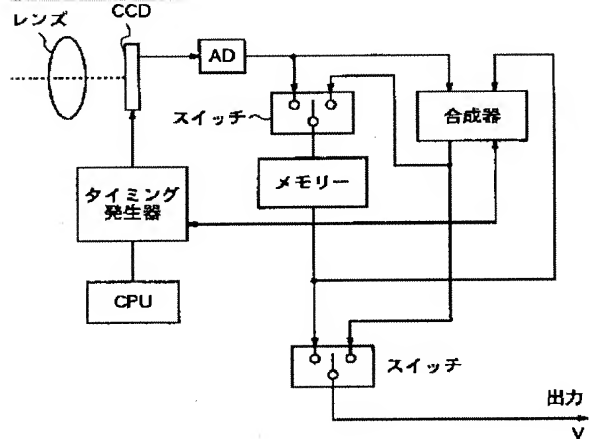 レンズ
CCD
AD
スイッチ
合成器
メモリー
タイミング
発生器
CPU
スイッチ
出力
V